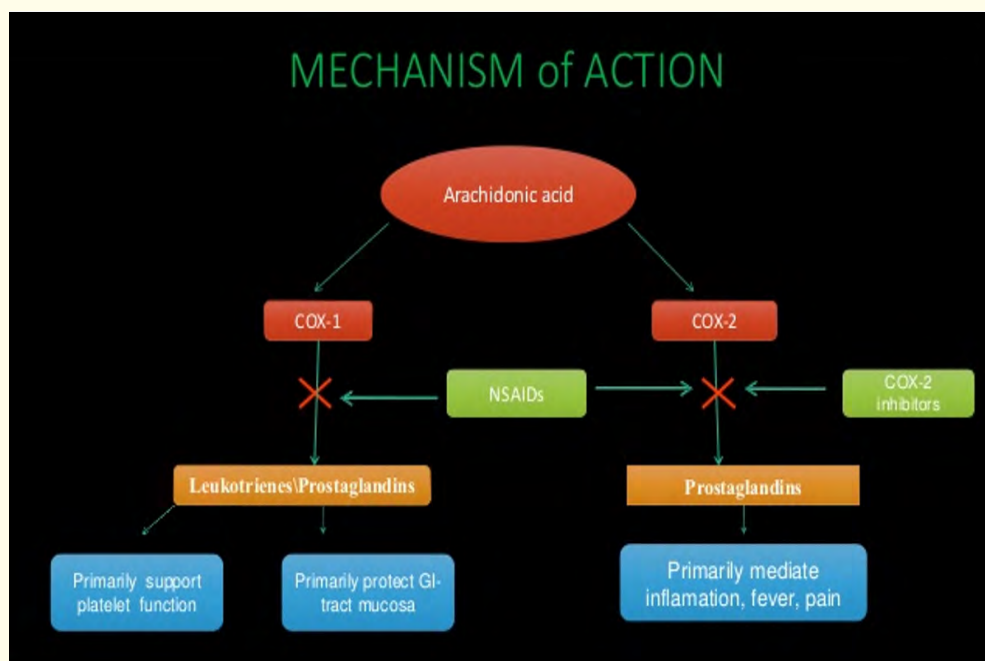 MECHANISM of ACTION
Arachidonic acid
COX-1
COX-2
NSAIDs
COX-2
inhibitors
Leukotrienes\Prostaglandins
Prostaglandins
Primarily support
platelet function
Primarily protect GI-
tract mucosa
Primarily mediate
inflamation, fever, pain